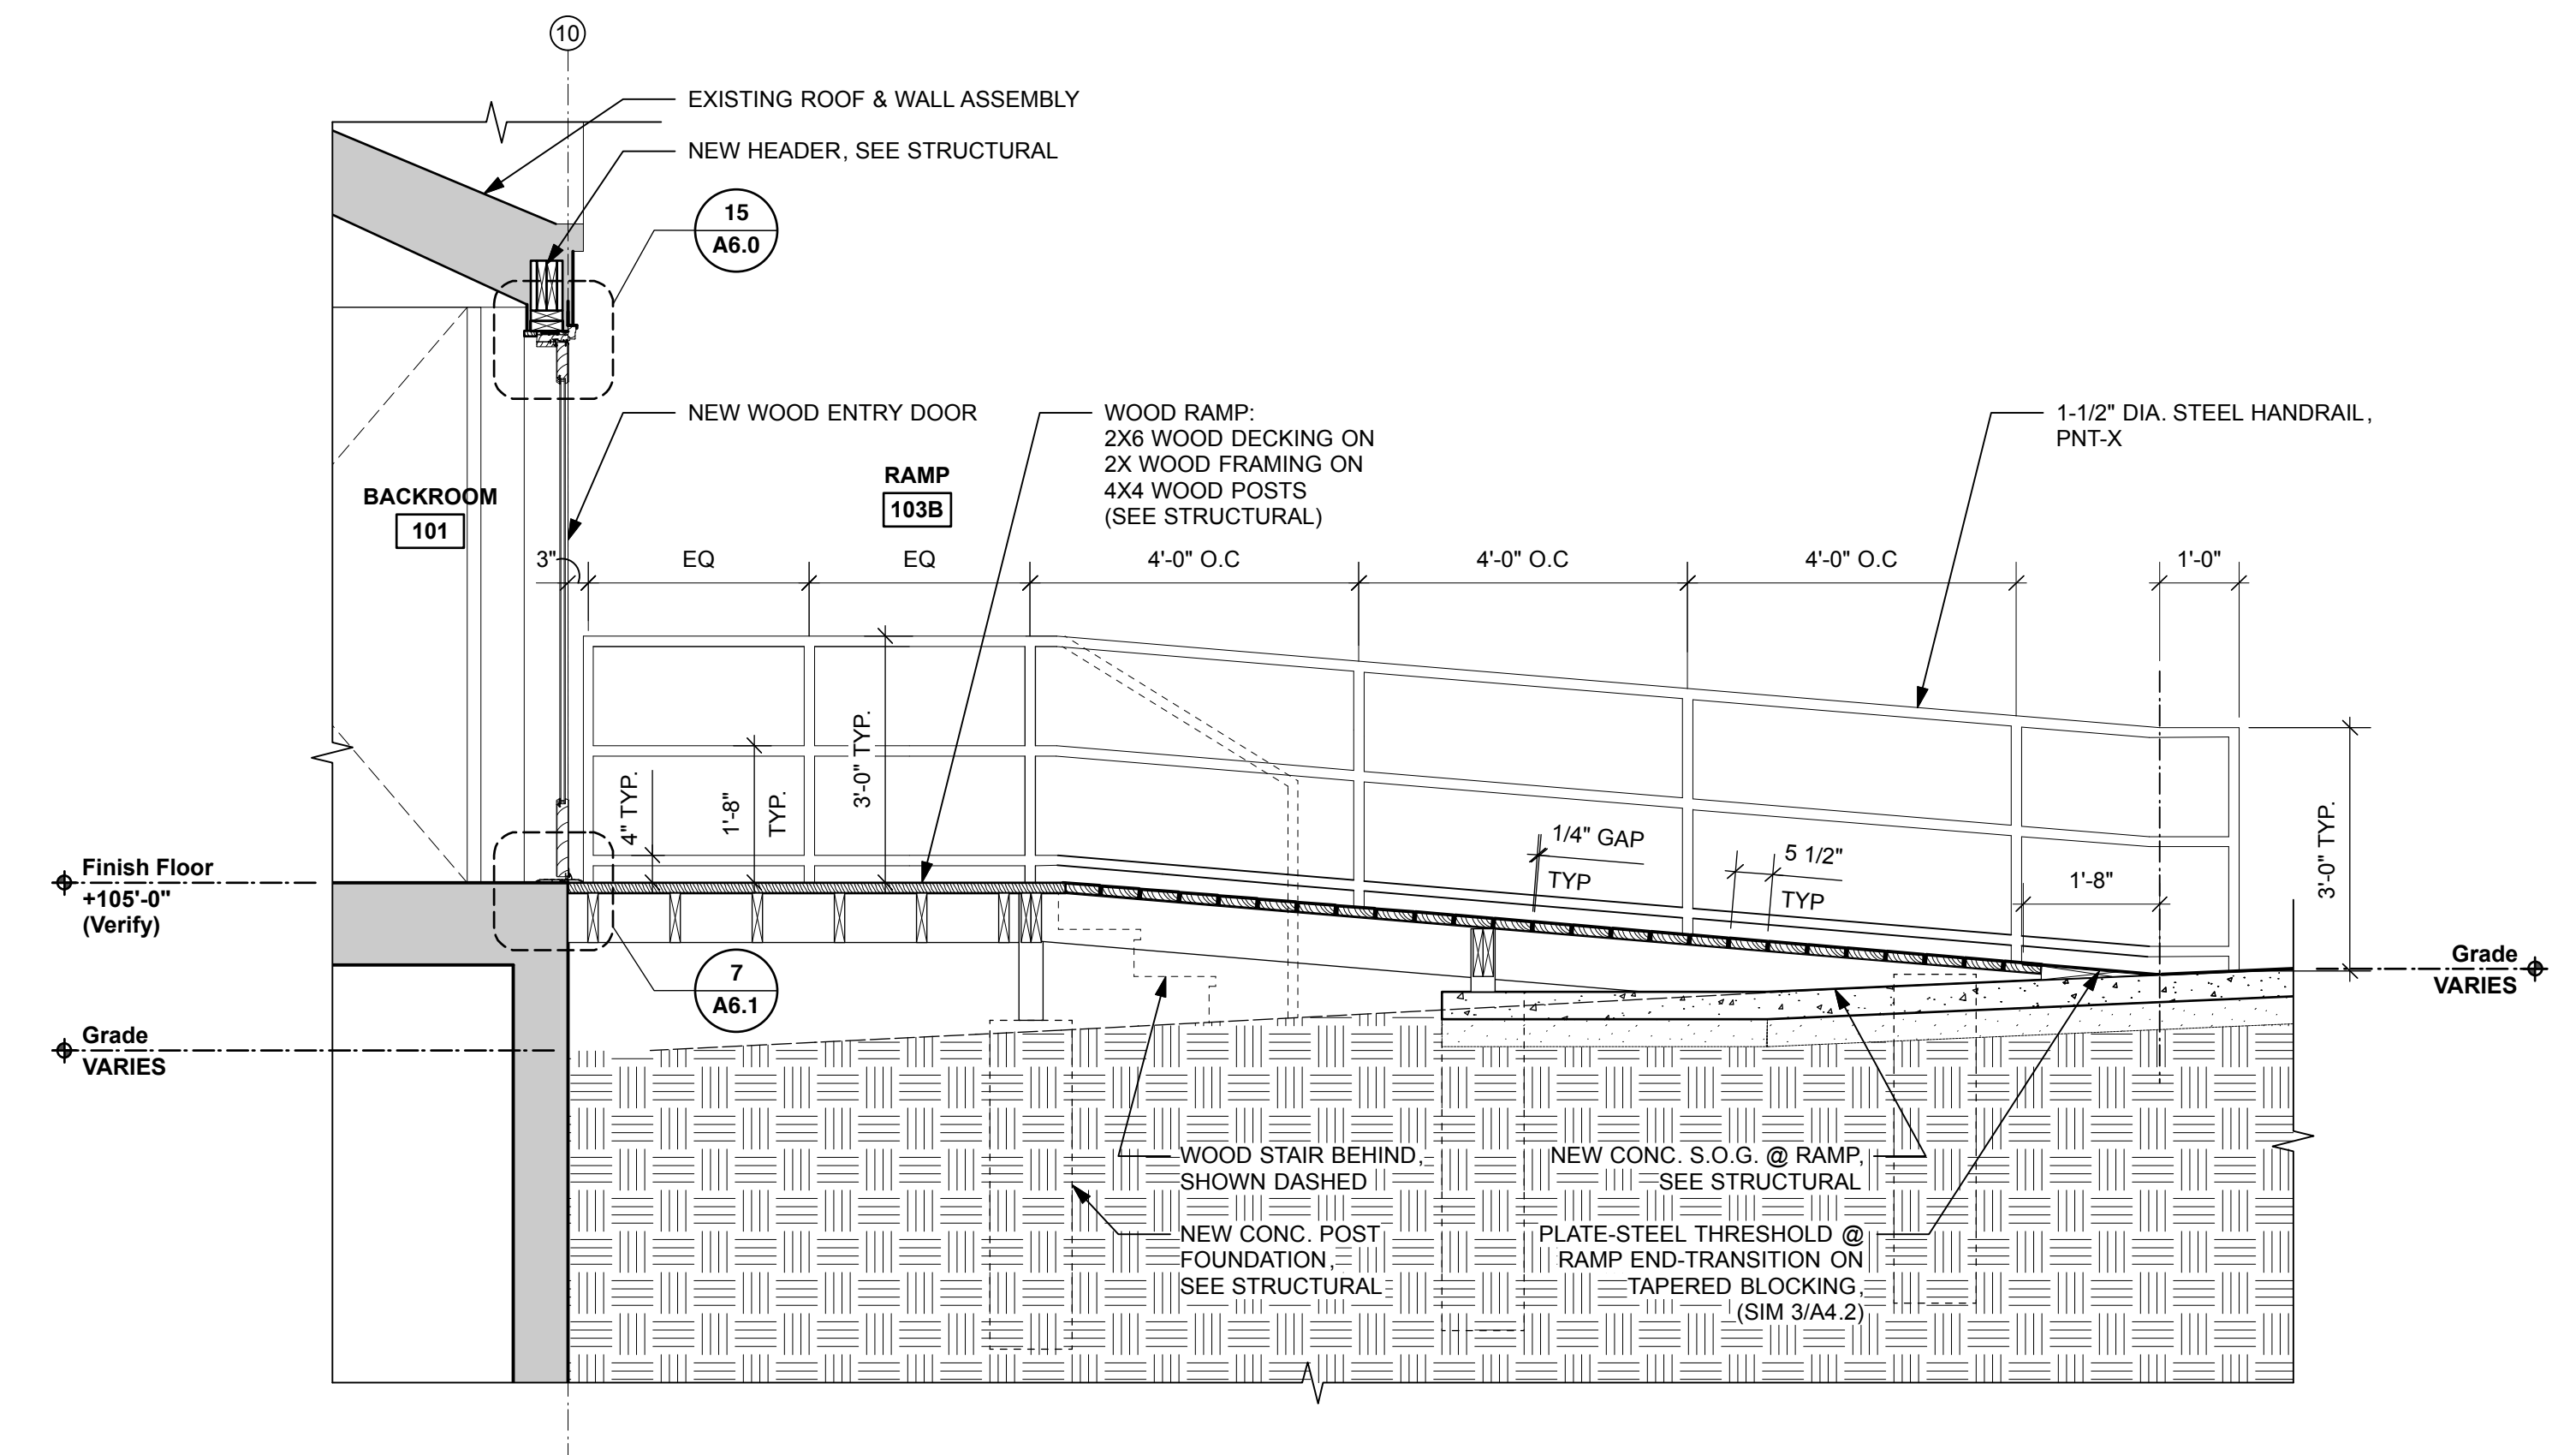 10
EXISTING ROOF & WALL ASSEMBLY
NEW HEADER, SEE STRUCTURAL
15
A6.0
NEW WOOD ENTRY DOOR
WOOD RAMP:
2X6 WOOD DECKING ON
2X WOOD FRAMING ON
4X4 WOOD POSTS
(SEE STRUCTURAL)
1-1/2" DIA. STEEL HANDRAIL,
PNT-X
BACKROOM
101
RAMP
103B
3"
EQ
EQ
4'-0" O.C
4'-0" O.C
4'-0" O.C
1'-0"
4" TYP.
1'-8"
TYP.
3'-0" TYP.
1/4" GAP
TYP
5 1/2"
TYP
1'-8"
3'-0" TYP.
Finish Floor
+105'-0"
(Verify)
7
A6.1
Grade
VARIES
Grade
VARIES
WOOD STAIR BEHIND,
SHOWN DASHED
NEW CONC. POST
FOUNDATION,
SEE STRUCTURAL
NEW CONC. S.O.G. @ RAMP,
SEE STRUCTURAL
PLATE-STEEL THRESHOLD @
RAMP END-TRANSITION ON
TAPERED BLOCKING,
(SIM 3/A4.2)